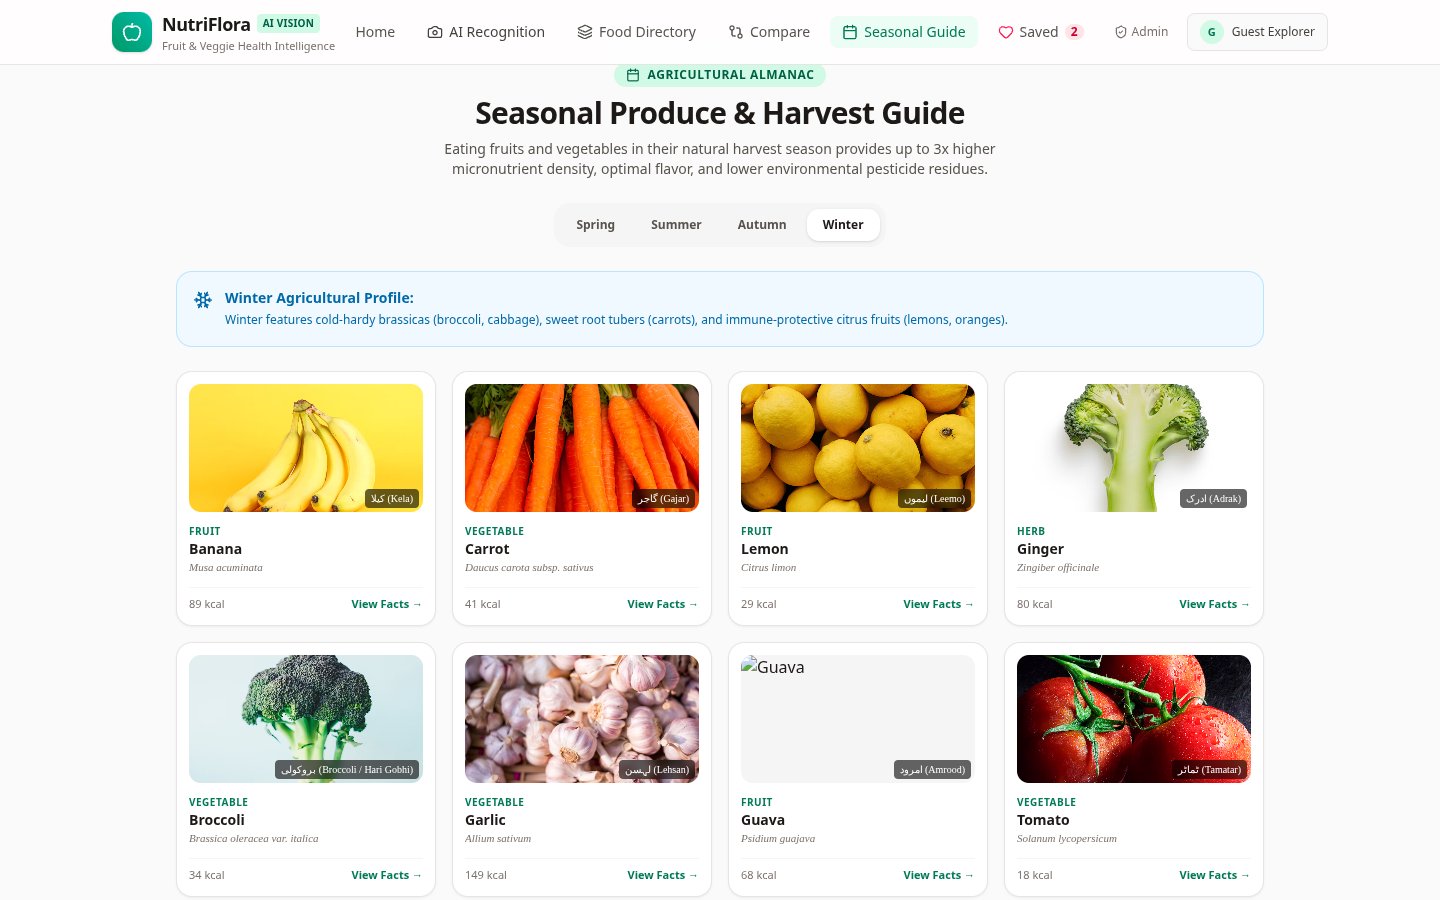 NutriFlora
AI VISION
Fruit & Veggie Health Intelligence
Home
AI Recognition
Food Directory
Compare
Seasonal Guide
Saved
2
Admin
G
Guest Explorer
AGRICULTURAL ALMANAC
Seasonal Produce & Harvest Guide
Eating fruits and vegetables in their natural harvest season provides up to 3x higher
micronutrient density, optimal flavor, and lower environmental pesticide residues.
Spring
Summer
Autumn
Winter
Winter Agricultural Profile:
Winter features cold-hardy brassicas (broccoli, cabbage), sweet root tubers (carrots), and immune-protective citrus fruits (lemons, oranges).
کیلا (Kela)
FRUIT
Banana
Musa acuminata
89 kcal
View Facts →
گاجر (Gajar)
VEGETABLE
Carrot
Daucus carota subsp. sativus
41 kcal
View Facts →
لیموں (Leemo)
FRUIT
Lemon
Citrus limon
29 kcal
View Facts →
ادرک (Adrak)
HERB
Ginger
Zingiber officinale
80 kcal
View Facts →
بروکولی (Broccoli / Hari Gobhi)
VEGETABLE
Broccoli
Brassica oleracea var. italica
34 kcal
View Facts →
لہسن (Lehsan)
VEGETABLE
Garlic
Allium sativum
149 kcal
View Facts →
Guava
امرود (Amrood)
FRUIT
Guava
Psidium guajava
68 kcal
View Facts →
ٹماٹر (Tamatar)
VEGETABLE
Tomato
Solanum lycopersicum
18 kcal
View Facts →